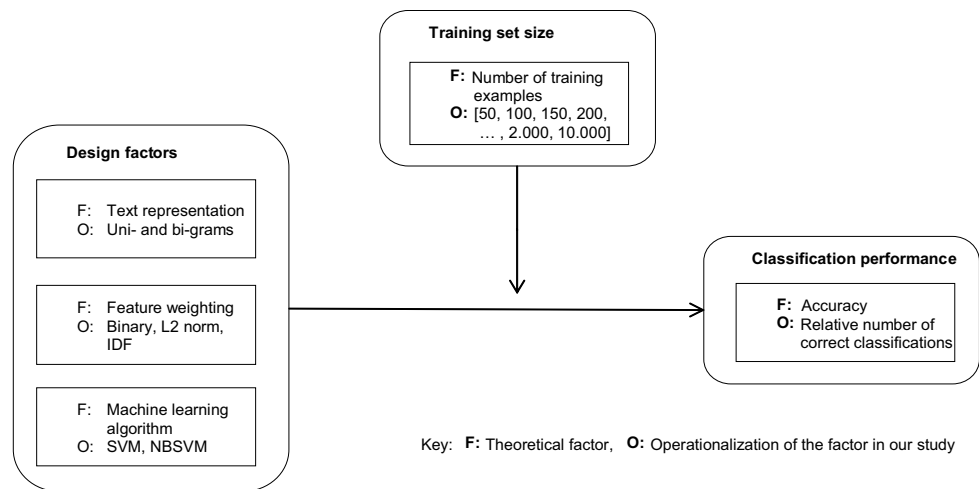 Training set size
F: Number of training
examples
O: [50, 100, 150, 200,
… , 2.000, 10.000]
Design factors
F: Text representation
O: Uni- and bi-grams
F: Feature weighting
O: Binary, L2 norm,
IDF
F: Machine learning
algorithm
O: SVM, NBSVM
Classification performance
F: Accuracy
O: Relative number of
correct classifications
Key: F: Theoretical factor, O: Operationalization of the factor in our study